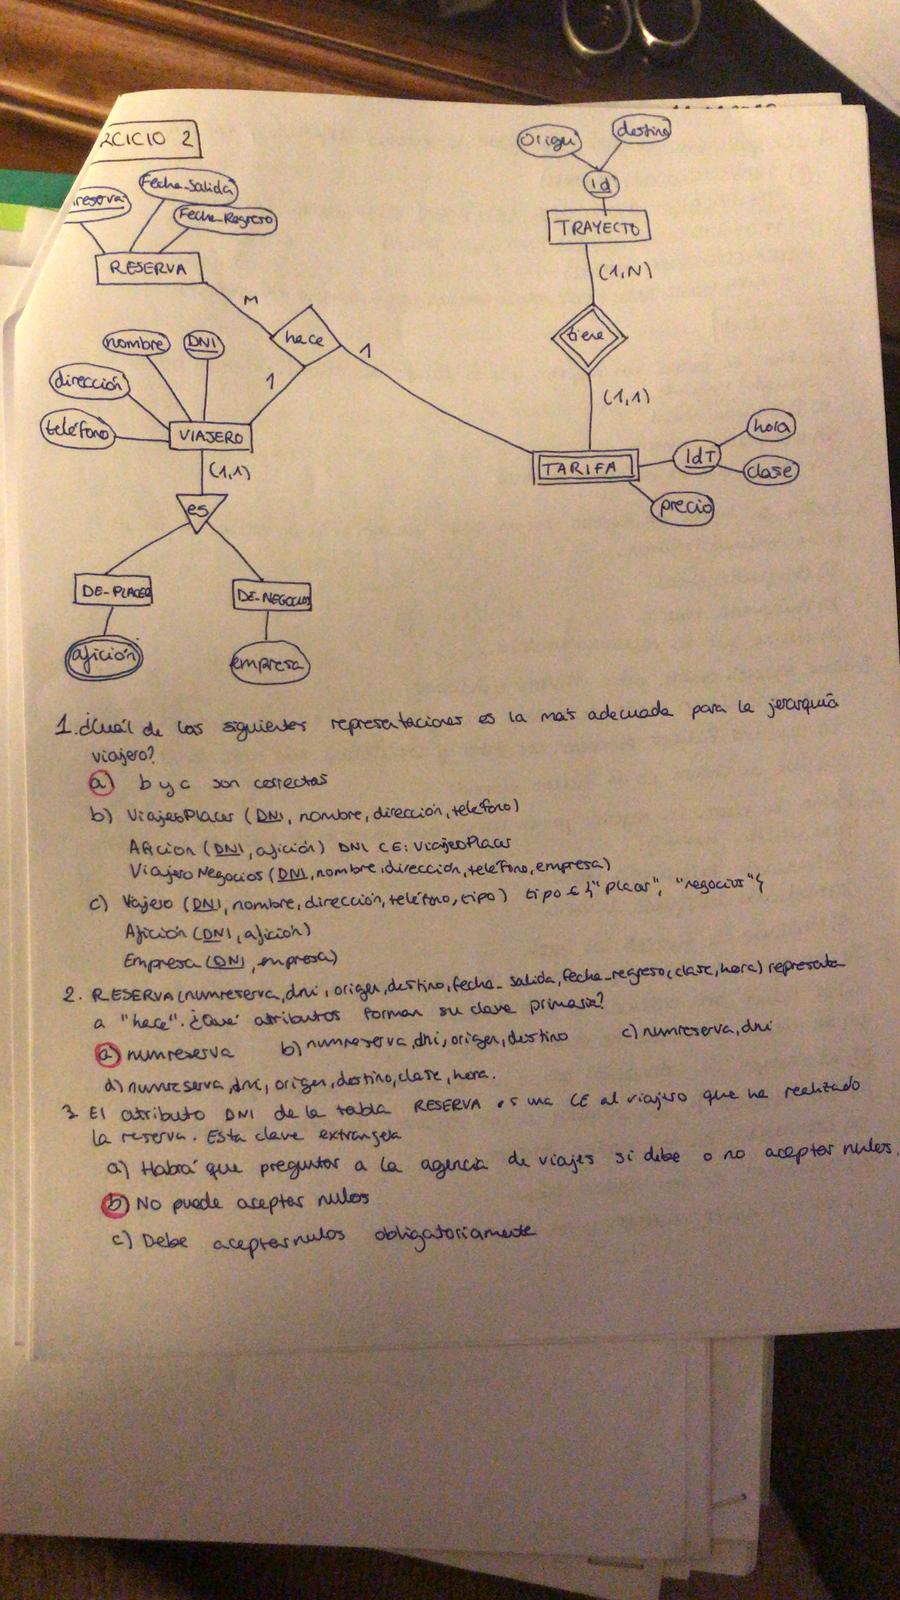 RCICIO 2
reserva
Fecha_Salida
Fecha_Regreso
RESERVA
M
hace
1
1
Origen
destino
Id
TRAYECTO
(1,N)
tiene
(1,1)
TARIFA
IdT
hora
clase
precio
nombre
DNI
dirección
teléfono
VIAJERO
(1,1)
es
DE-PLACER
DE-NEGOCIOS
afición
empresa
1. ¿Cuál de las siguientes representaciones es la más adecuada para la jerarquía
viajero?
a) b y c son correctas
b) ViajeroPlacer (DNI, nombre, dirección, teléfono)
Aficion (DNI, afición) DNI CE: ViajeroPlacer
Viajero Negocios (DNI, nombre, dirección, teléfono, empresa)
c) Viajero (DNI, nombre, dirección, teléfono, tipo) tipo ∈ {"placer", "negocios"}
Afición (DNI, afición)
Empresa (DNI, empresa)
2. RESERVA (numreserva, dni, origen, destino, fecha_salida, fecha_regreso, clase, hora) representa
a "hace". ¿Qué atributos forman su clave primaria?
a) numreserva b) numreserva, dni, origen, destino c) numreserva, dni
d) numreserva, dni, origen, destino, clase, hora.
3. El atributo DNI de la tabla RESERVA es una CE al viajero que ha realizado
la reserva. Esta clave extranjera
a) Habrá que preguntar a la agencia de viajes si debe o no aceptar nulos.
b) No puede aceptar nulos
c) Debe aceptar nulos obligatoriamente